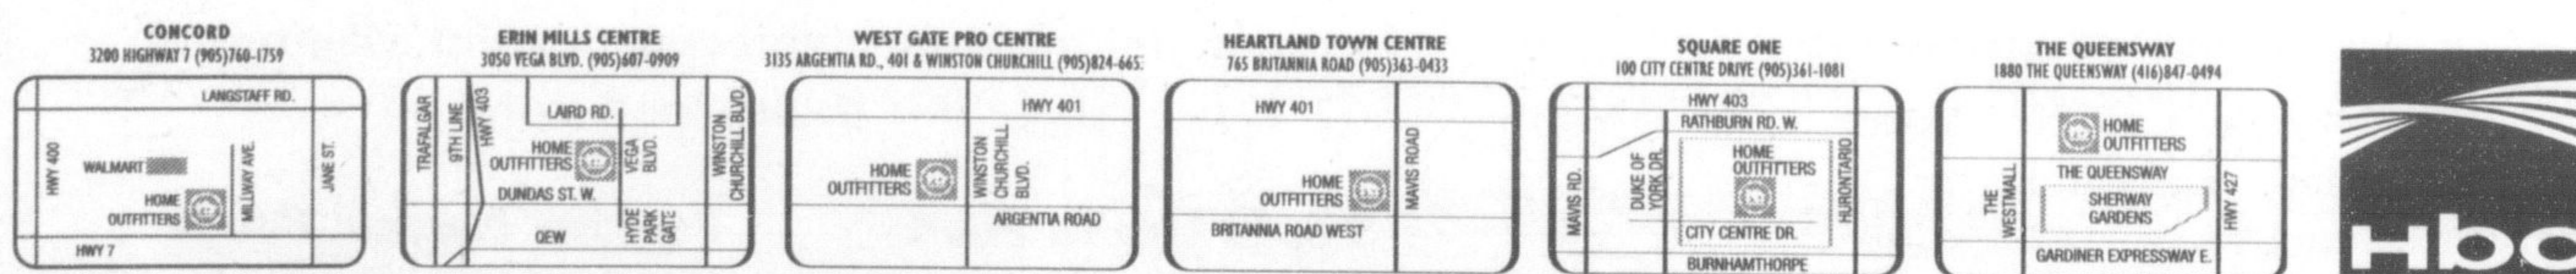 CONCORD
3200 HIGHWAY 7 (905)760-1759
LANGSTAFF RD.
HWY 400
WALMART
HOME
OUTFITTERS
MILLWAY AVE.
JANE ST.
HWY 7
ERIN MILLS CENTRE
3050 VEGA BLVD. (905)607-0909
TRAFALGAR
9TH LINE
HWY 403
LAIRD RD.
HOME
OUTFITTERS
VEGA
BLVD.
WINSTON
CHURCHILL BLVD.
DUNDAS ST. W.
QEW
HYDE
PARK
GATE
WEST GATE PRO CENTRE
3135 ARGENTIA RD., 401 & WINSTON CHURCHILL (905)824-665
HWY 401
HOME
OUTFITTERS
WINSTON
CHURCHILL
BLVD.
ARGENTIA ROAD
HEARTLAND TOWN CENTRE
765 BRITANNIA ROAD (905)363-0433
HWY 401
HOME
OUTFITTERS
MAVIS ROAD
BRITANNIA ROAD WEST
SQUARE ONE
100 CITY CENTRE DRIVE (905)361-1081
HWY 403
RATHBURN RD. W.
MAVIS RD.
DUKE OF
YORK DR.
HOME
OUTFITTERS
HURONTARIO
CITY CENTRE DR.
BURNHAMTHORPE
THE QUEENSWAY
1880 THE QUEENSWAY (416)847-0494
HOME
OUTFITTERS
THE QUEENSWAY
THE
WESTMALL
SHERWAY
GARDENS
HWY 427
GARDINER EXPRESSWAY E.
Hbc